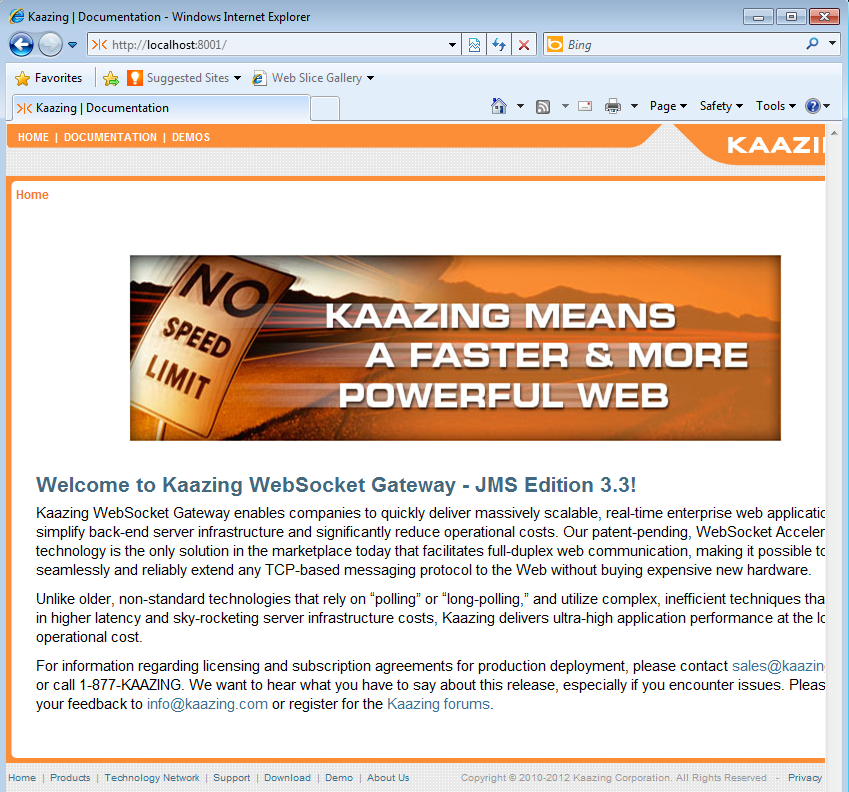 Kaazing | Documentation - Windows Internet Explorer
http://localhost:8001/
Bing
Favorites
Suggested Sites
Web Slice Gallery
Kaazing | Documentation
Page
Safety
Tools
HOME | DOCUMENTATION | DEMOS
Home
NO
SPEED
LIMIT
KAAZING MEANS
A FASTER & MORE
POWERFUL WEB
Welcome to Kaazing WebSocket Gateway - JMS Edition 3.3!
Kaazing WebSocket Gateway enables companies to quickly deliver massively scalable, real-time enterprise web
simplify back-end server infrastructure and significantly reduce operational costs. Our patent-pending, WebSocket
technology is the only solution in the marketplace today that facilitates full-duplex web communication, making it possible to
seamlessly and reliably extend any TCP-based messaging protocol to the Web without buying expensive new hardware.
Unlike older, non-standard technologies that rely on “polling” or “long-polling,” and utilize complex, inefficient techniques
in higher latency and sky-rocketing server infrastructure costs, Kaazing delivers ultra-high application performance at the
operational cost.
For information regarding licensing and subscription agreements for production deployment, please contact
or call 1-877-KAAZING. We want to hear what you have to say about this release, especially if you encounter issues.
your feedback to info@kaazing.com or register for the Kaazing forums.
Home | Products | Technology Network | Support | Download | Demo | About Us
Copyright © 2010-2012 Kaazing Corporation. All Rights Reserved - Privacy